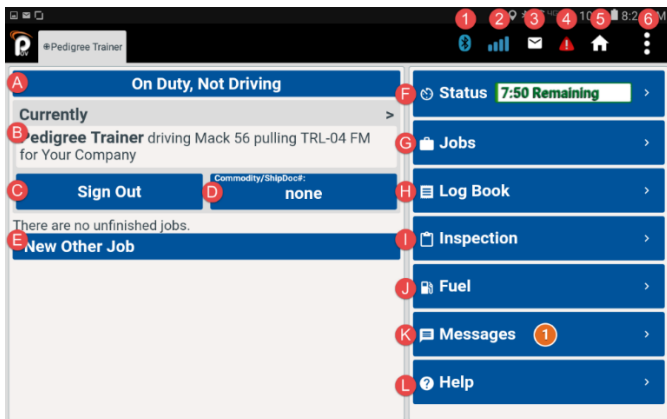 1 2 3 4 5 6
Pedigree Trainer
A On Duty, Not Driving
Currently >
B Pedigree Trainer driving Mack 56 pulling TRL-04 FM
for Your Company
C Sign Out
D Commodity/ShipDoc#:
none
There are no unfinished jobs.
E New Other Job
F Status 7:50 Remaining >
G Jobs >
H Log Book >
I Inspection >
J Fuel >
K Messages 1 >
L Help >